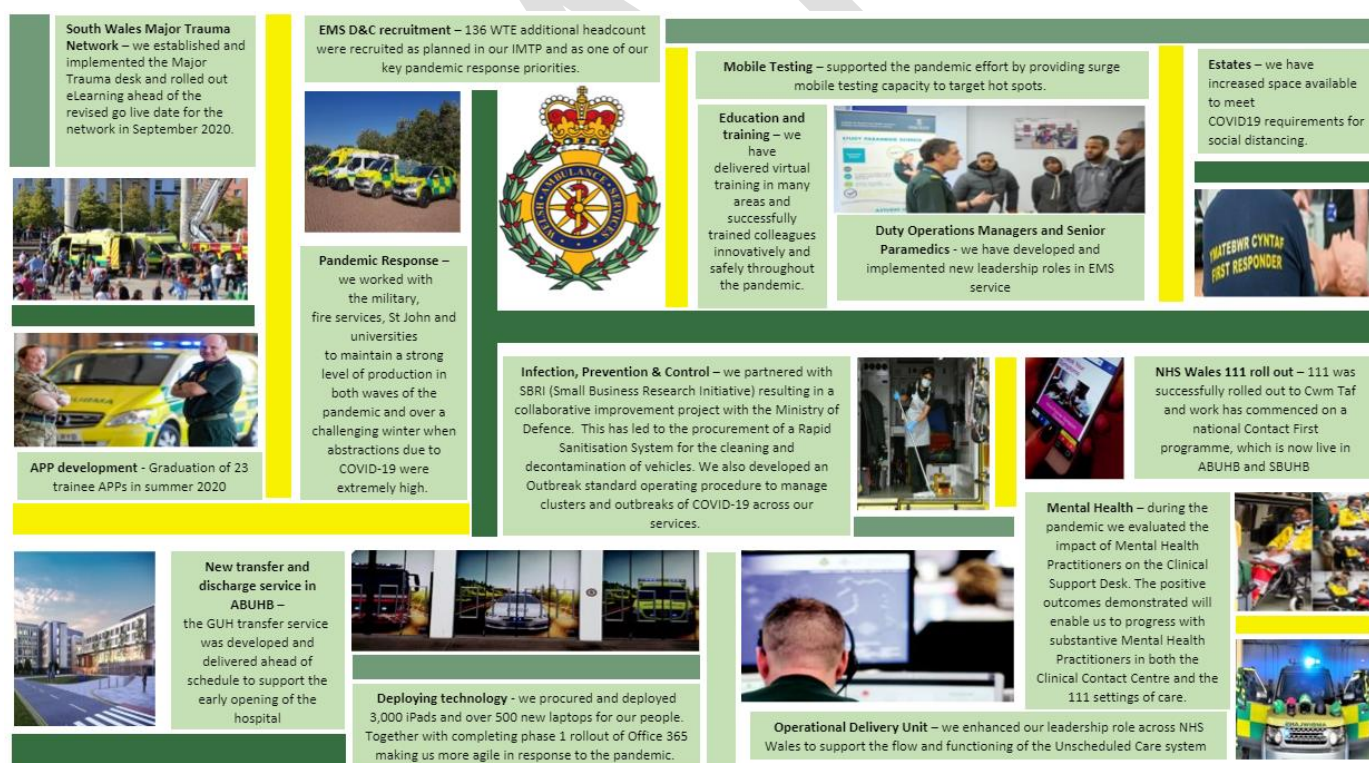 South Wales Major Trauma
Network – we established and
implemented the Major
Trauma desk and rolled out
eLearning ahead of the
revised go live date for the
network in September 2020.
EMS D&C recruitment – 136 WTE additional headcount
were recruited as planned in our IMTP and as one of our
key pandemic response priorities.
Mobile Testing – supported the pandemic effort by providing surge
mobile testing capacity to target hot spots.
Estates – we have
increased space available
to meet
COVID19 requirements for
social distancing.
WELSH AMBULANCE SERVICES
Education and
training – we
have
delivered virtual
training in many
areas and
successfully
trained colleagues
innovatively and
safely throughout
the pandemic.
Duty Operations Managers and Senior
Paramedics - we have developed and
implemented new leadership roles in EMS
service
YMATEBWR CYNTAF
FIRST RESPONDER
Pandemic Response –
we worked with
the military,
fire services, St John and
universities
to maintain a strong
level of production in
both waves of the
pandemic and over a
challenging winter when
abstractions due to
COVID-19 were
extremely high.
APP development - Graduation of 23
trainee APPs in summer 2020
Infection, Prevention & Control – we partnered with
SBRI (Small Business Research Initiative) resulting in a
collaborative improvement project with the Ministry of
Defence. This has led to the procurement of a Rapid
Sanitisation System for the cleaning and
decontamination of vehicles. We also developed an
Outbreak standard operating procedure to manage
clusters and outbreaks of COVID-19 across our
services.
NHS Wales 111 roll out – 111 was
successfully rolled out to Cwm Taf
and work has commenced on a
national Contact First
programme, which is now live in
ABUHB and SBUHB
Mental Health – during the
pandemic we evaluated the
impact of Mental Health
Practitioners on the Clinical
Support Desk. The positive
outcomes demonstrated will
enable us to progress with
substantive Mental Health
Practitioners in both the
Clinical Contact Centre and the
111 settings of care.
New transfer and
discharge service in
ABUHB –
the GUH transfer service
was developed and
delivered ahead of
schedule to support the
early opening of the
hospital
Deploying technology - we procured and deployed
3,000 iPads and over 500 new laptops for our people.
Together with completing phase 1 rollout of Office 365
making us more agile in response to the pandemic.
Operational Delivery Unit – we enhanced our leadership role across NHS
Wales to support the flow and functioning of the Unscheduled Care system